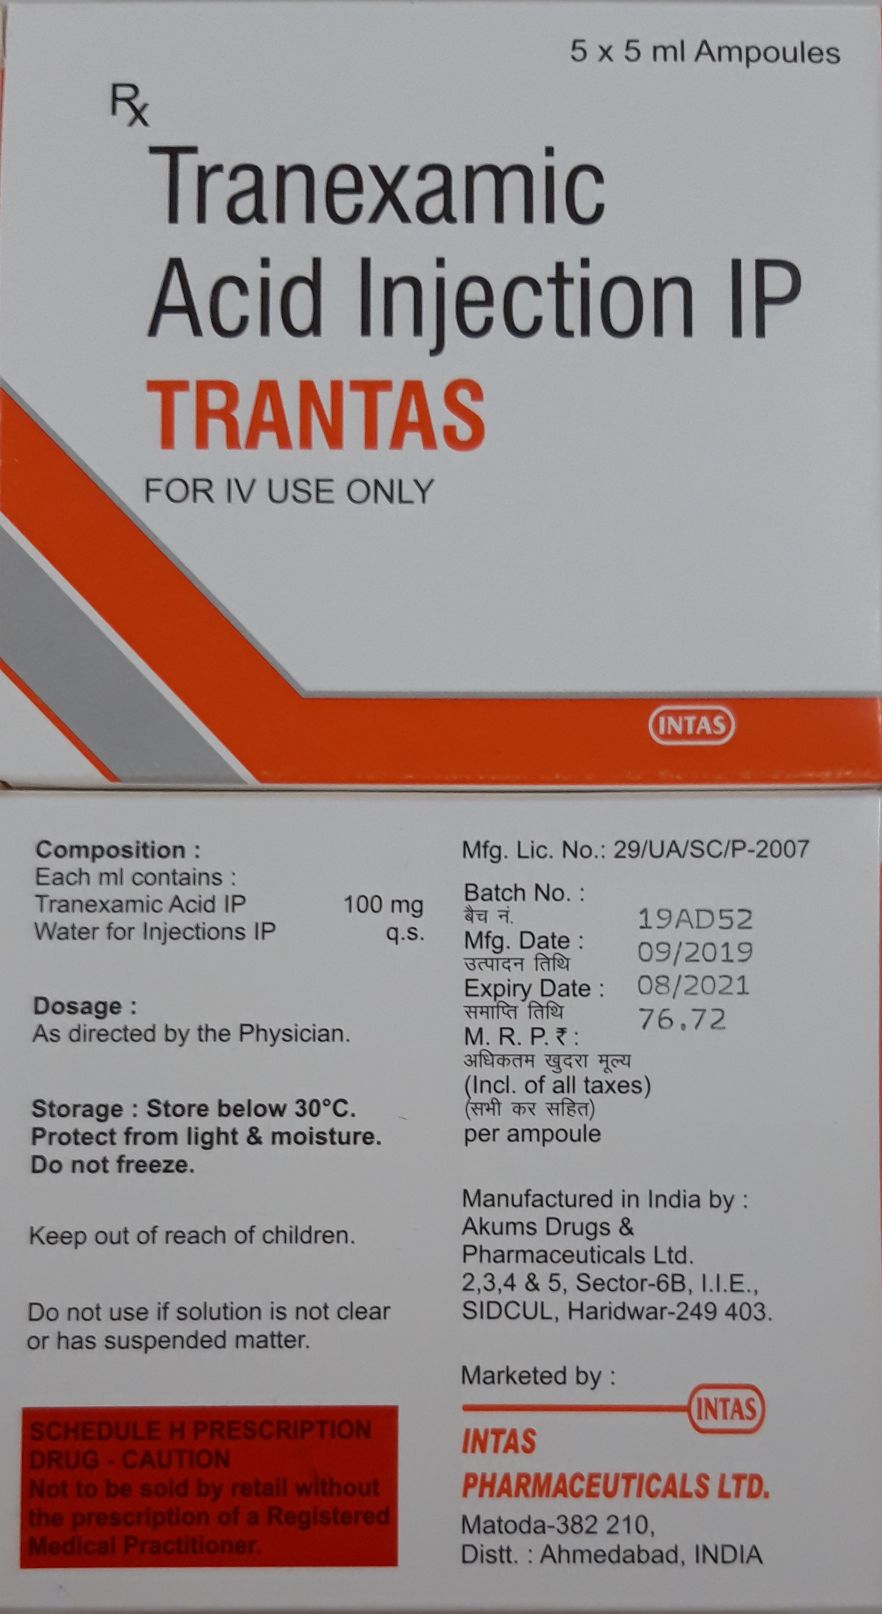 5 x 5 ml Ampoules
Rx
Tranexamic
Acid Injection IP
TRANTAS
FOR IV USE ONLY
INTAS
Composition :
Each ml contains :
Tranexamic Acid IP 100 mg
Water for Injections IP q.s.
Dosage :
As directed by the Physician.
Storage : Store below 30°C.
Protect from light & moisture.
Do not freeze.
Keep out of reach of children.
Do not use if solution is not clear
or has suspended matter.
SCHEDULE H PRESCRIPTION
DRUG - CAUTION
Not to be sold by retail without
the prescription of a Registered
Medical Practitioner.
Mfg. Lic. No.: 29/UA/SC/P-2007
Batch No. :
बैच नं. 19AD52
Mfg. Date : 09/2019
उत्पादन तिथि
Expiry Date : 08/2021
समाप्ति तिथि
M. R. P. ₹ : 76.72
अधिकतम खुदरा मूल्य
(Incl. of all taxes)
(सभी कर सहित)
per ampoule
Manufactured in India by :
Akums Drugs &
Pharmaceuticals Ltd.
2,3,4 & 5, Sector-6B, I.I.E.,
SIDCUL, Haridwar-249 403.
Marketed by :
INTAS
INTAS
PHARMACEUTICALS LTD.
Matoda-382 210,
Distt. : Ahmedabad, INDIA